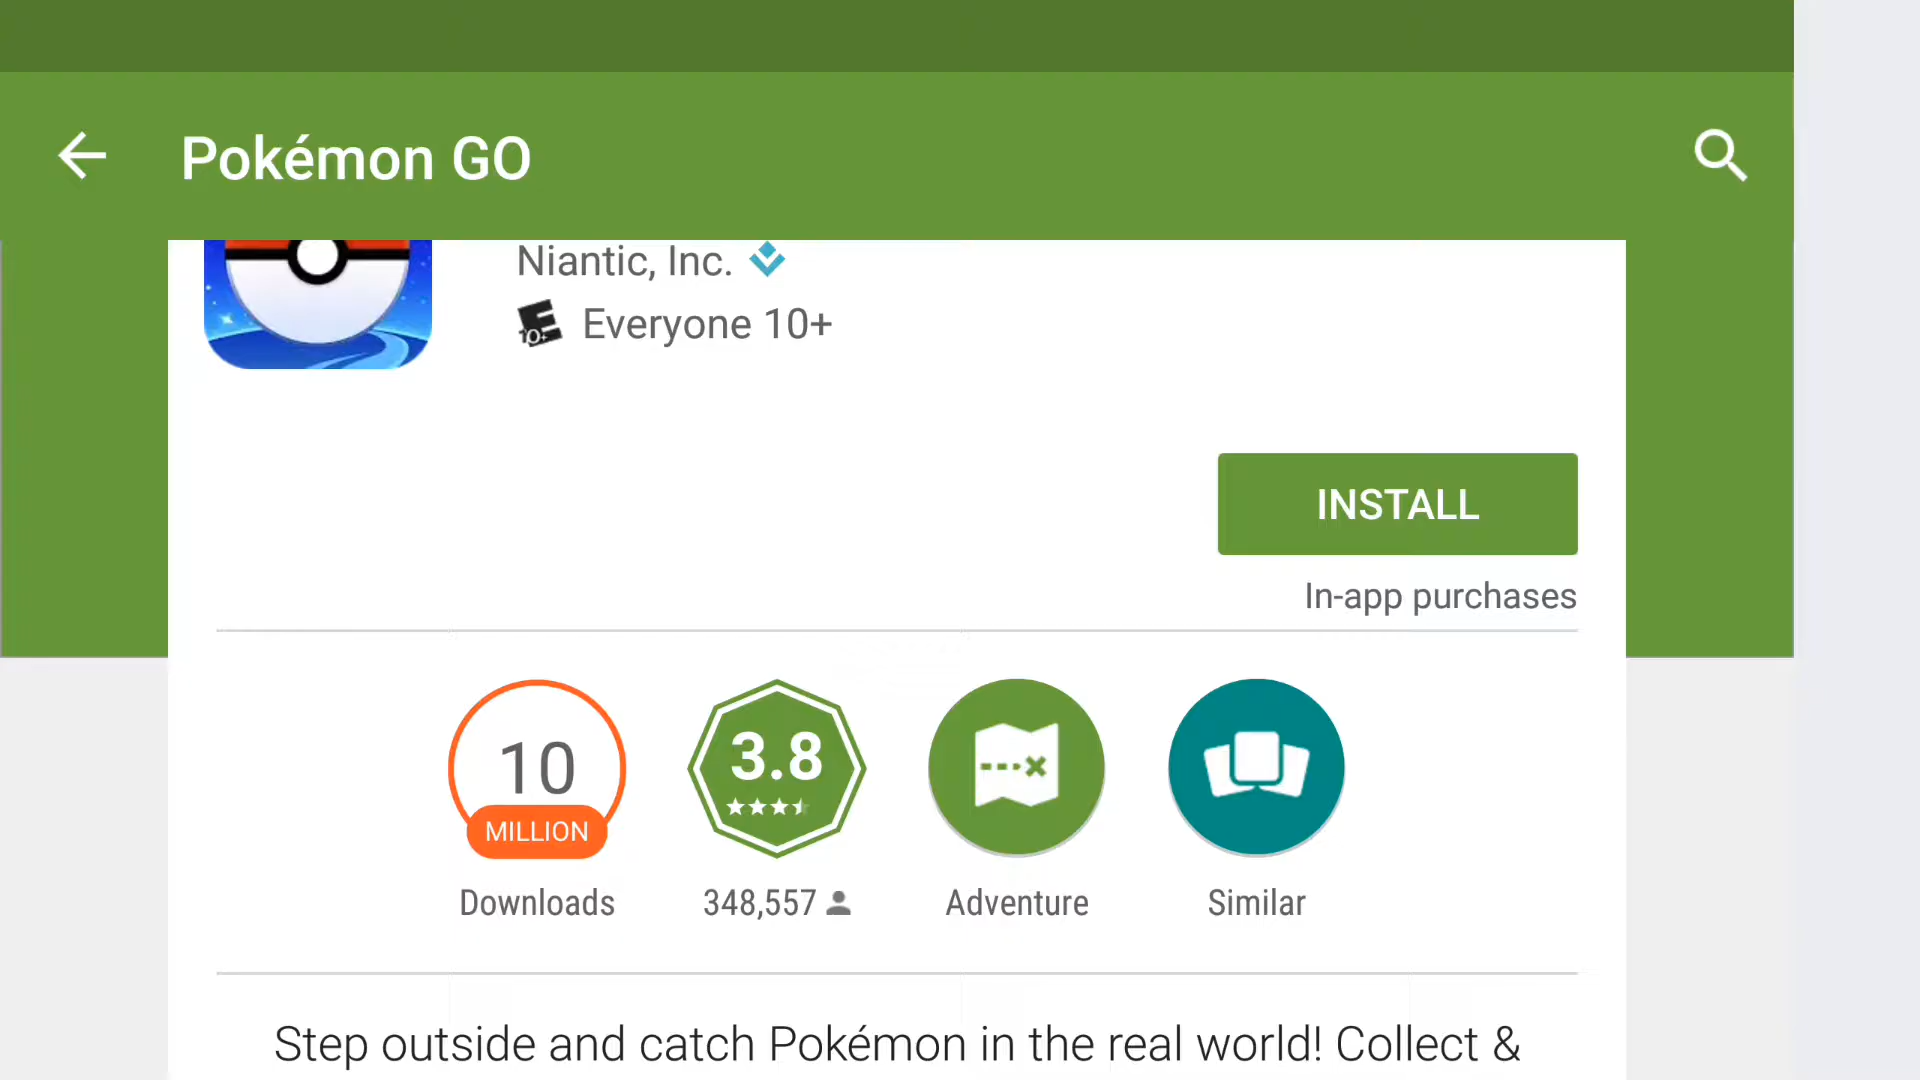 Pokémon GO
Niantic, Inc.
10+ Everyone 10+
INSTALL
In-app purchases
10 MILLION
3.8
Downloads
348,557
Adventure
Similar
Step outside and catch Pokémon in the real world! Collect &